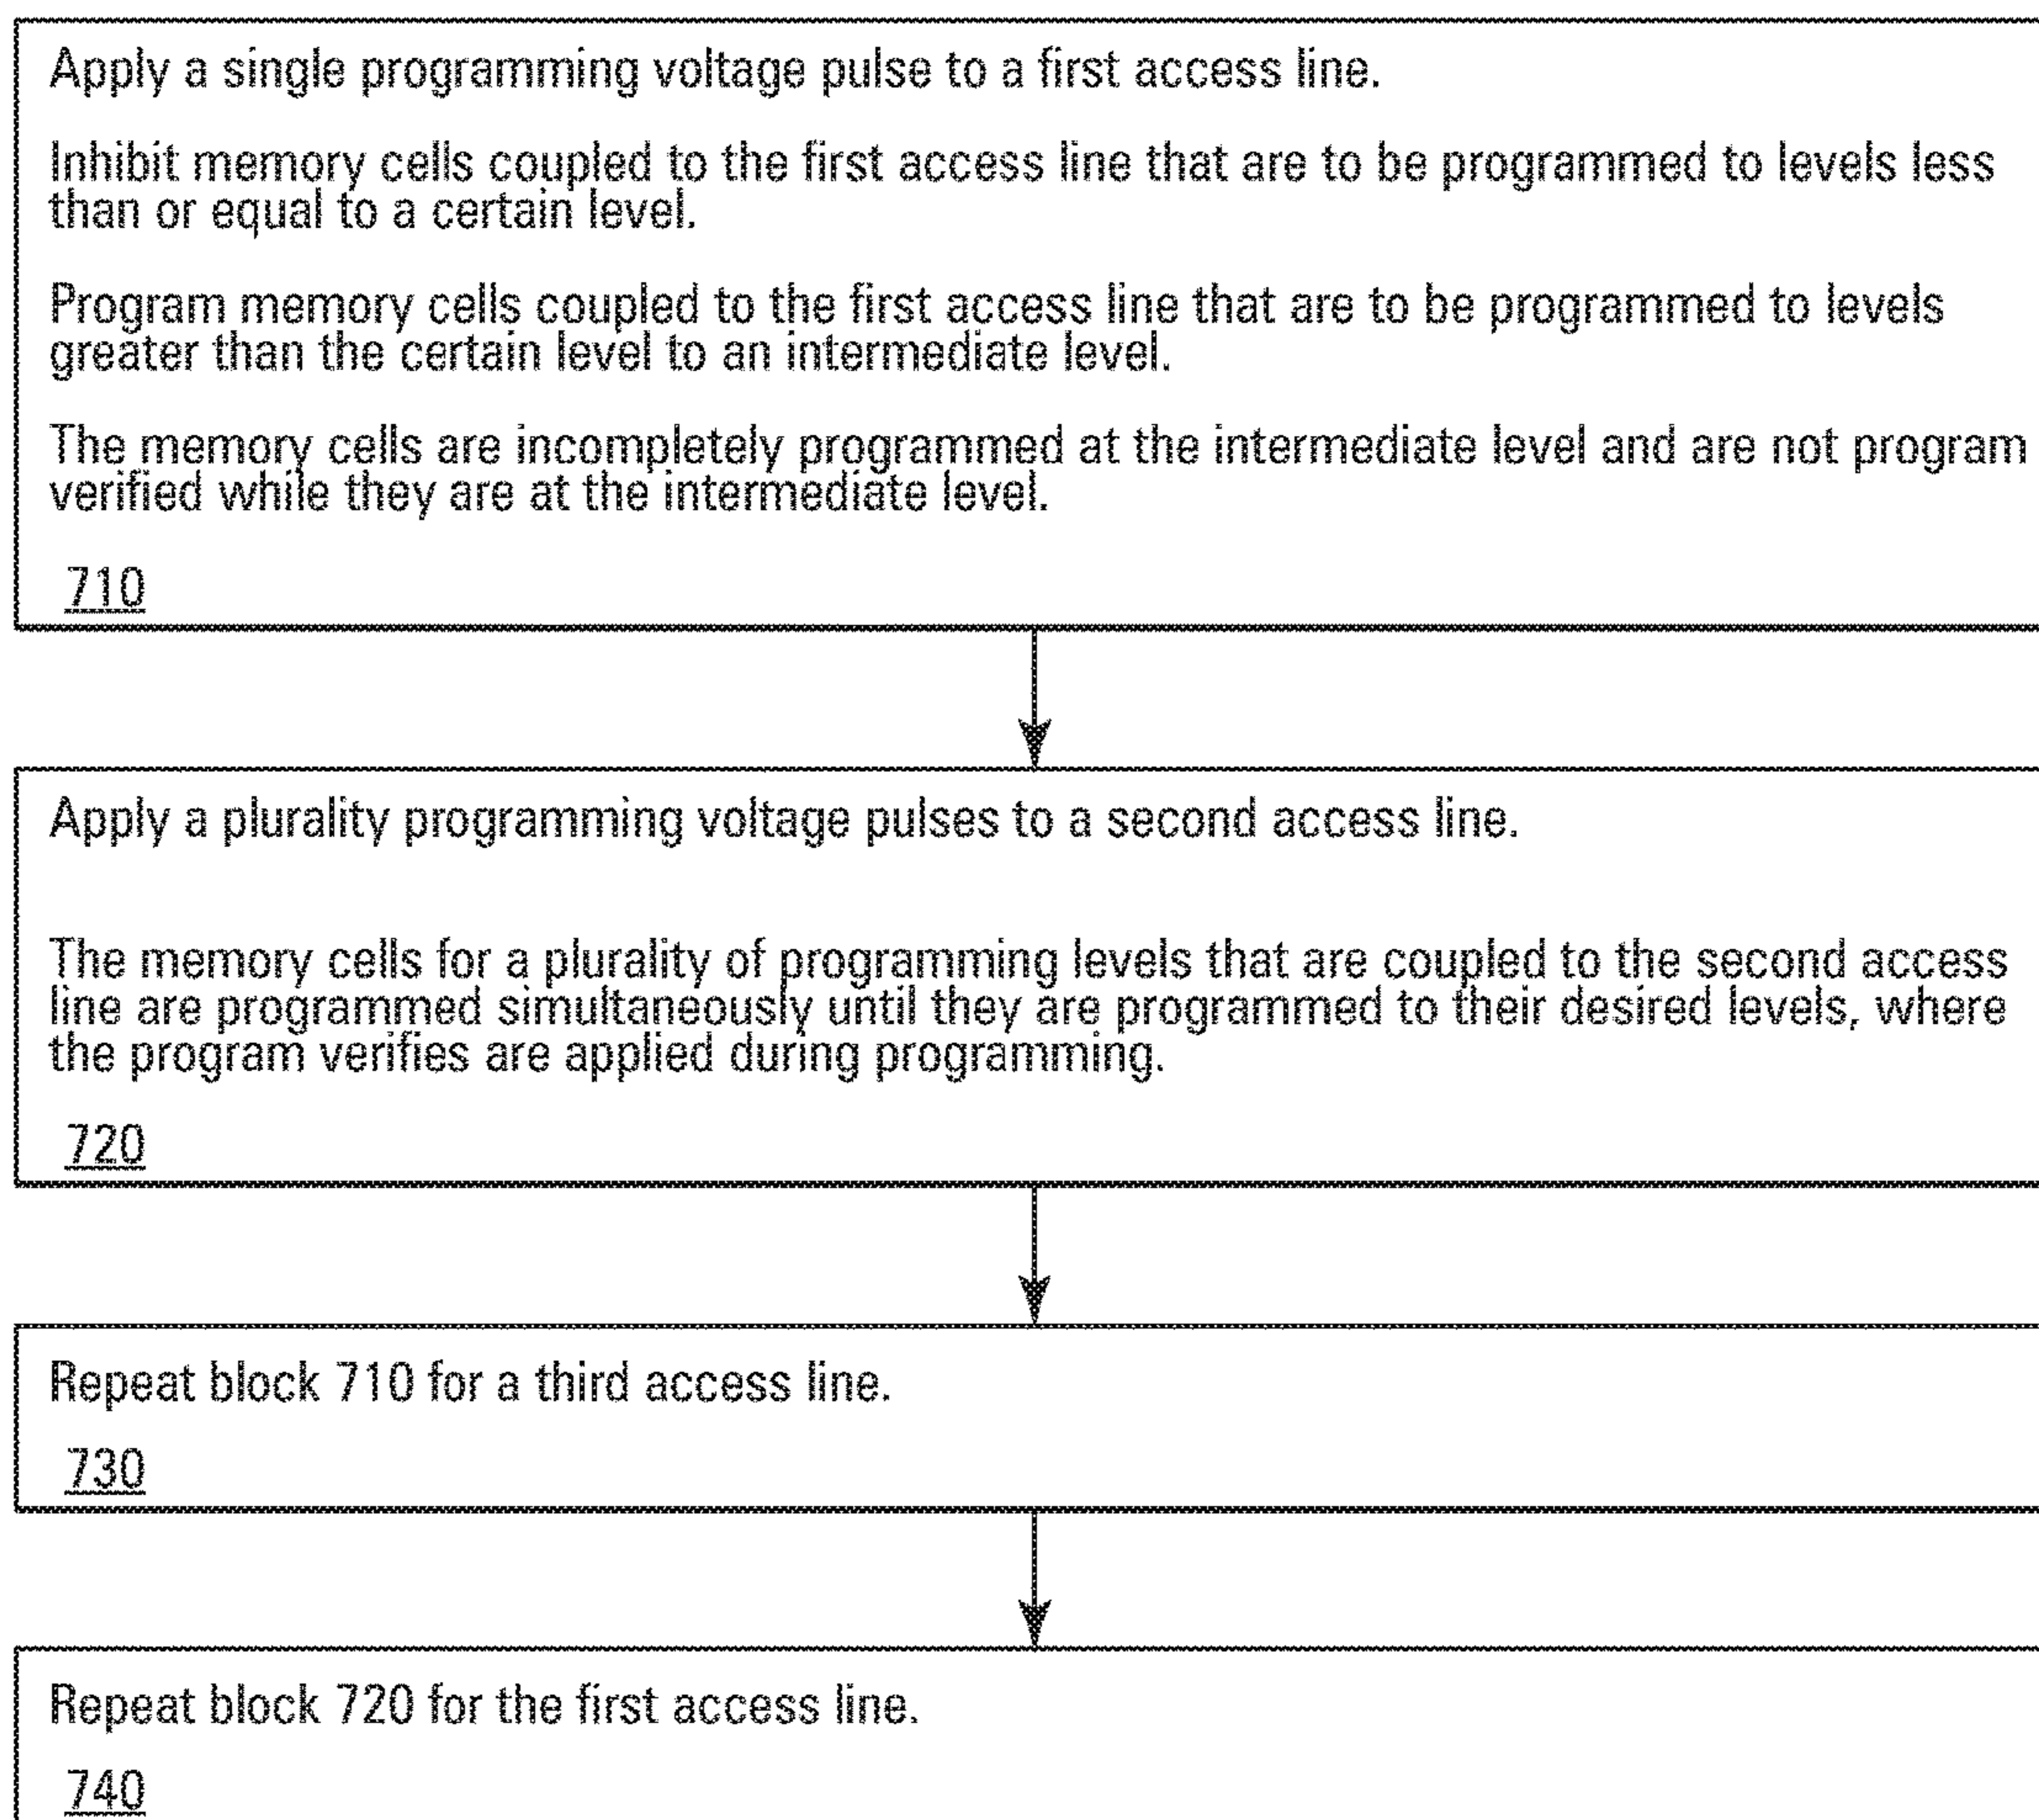 Apply a single programming voltage pulse to a first access line.
Inhibit memory cells coupled to the first access line that are to be programmed to levels less
than or equal to a certain level.
Program memory cells coupled to the first access line that are to be programmed to levels
greater than the certain level to an intermediate level.
The memory cells are incompletely programmed at the intermediate level and are not program
verified while they are at the intermediate level.
710
Apply a plurality programming voltage pulses to a second access line.
The memory cells for a plurality of programming levels that are coupled to the second access
line are programmed simultaneously until they are programmed to their desired levels, where
the program verifies are applied during programming.
720
Repeat block 710 for a third access line.
730
Repeat block 720 for the first access line.
740